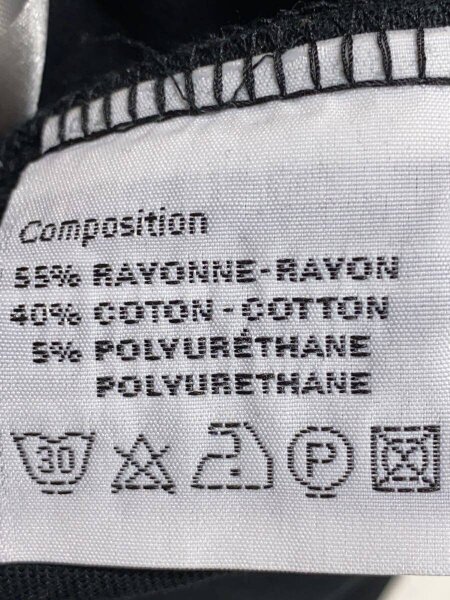 Composition
55% RAYONNE-RAYON
40% COTON - COTTON
5% POLYURÉTHANE
POLYURETHANE
30 P